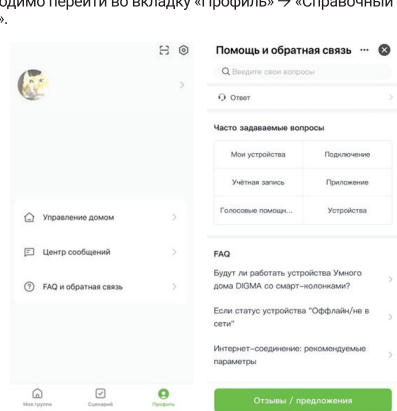 одимо перейти во вкладку «Профиль» → «Справочный
».
Управление домом
Центр сообщений
FAQ и обратная связь
Моя группа
Сценарий
Профиль
Помощь и обратная связь
Введите свои вопросы
Ответ
Часто задаваемые вопросы
Мои устройства
Подключение
Учётная запись
Приложение
Голосовые помощн...
Устройства
FAQ
Будут ли работать устройства Умного
дома DIGMA со смарт-колонками?
Если статус устройства "Оффлайн/не в
сети"
Интернет-соединение: рекомендуемые
параметры
Отзывы / предложения